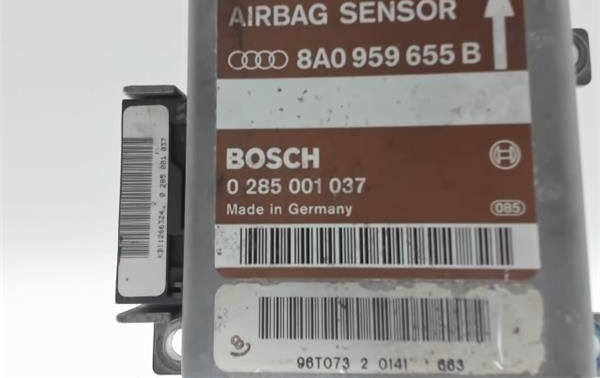 AIRBAG SENSOR
8A0 959 655 B
BOSCH
0 285 001 037
Made in Germany
085
96T073 2 0141 663
0 285 001 037